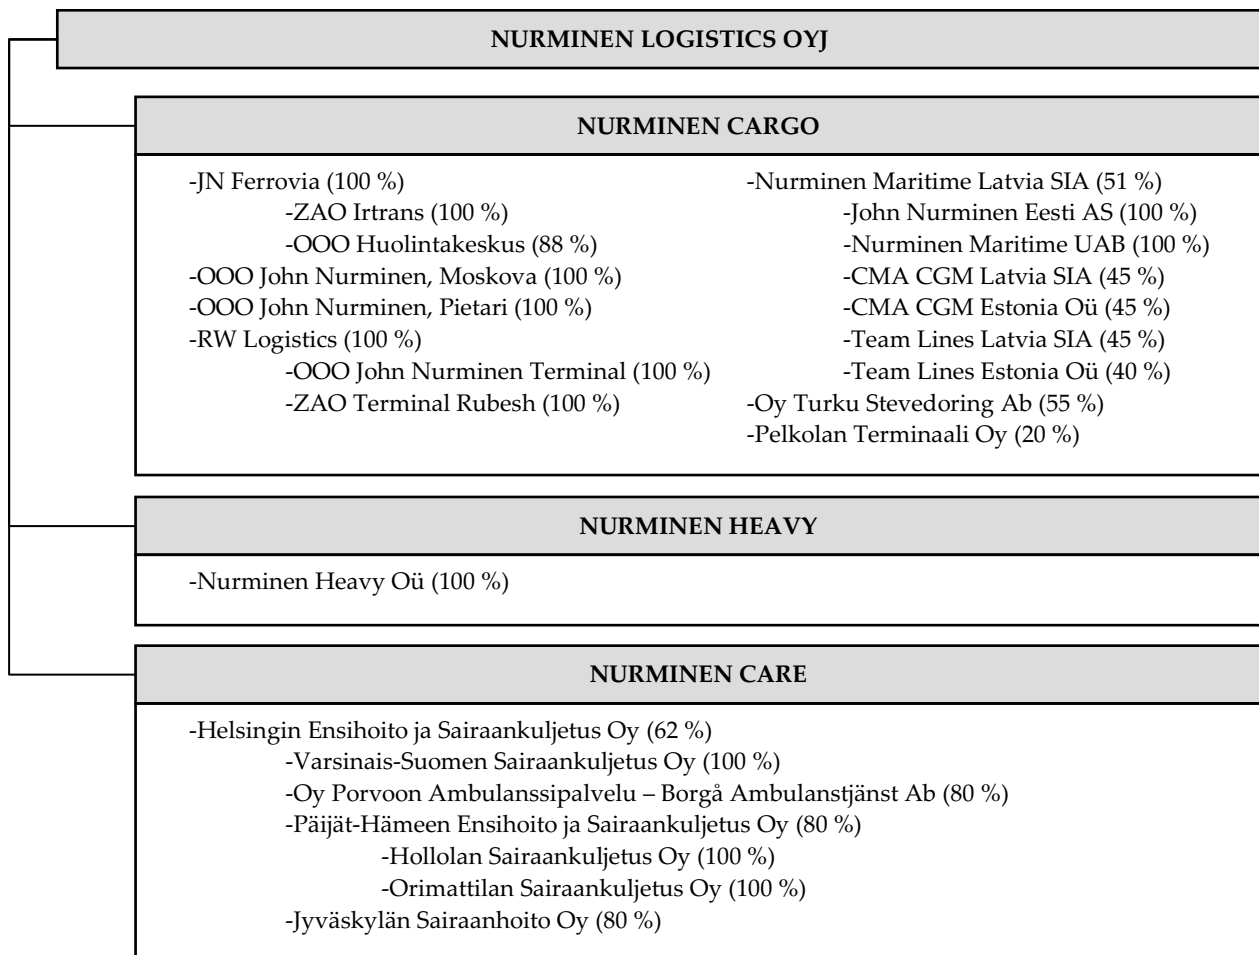 NURMINEN LOGISTICS OYJ
NURMINEN CARGO
-JN Ferrovia (100 %)
-ZAO Irtrans (100 %)
-OOO Huolintakeskus (88 %)
-OOO John Nurminen, Moskova (100 %)
-OOO John Nurminen, Pietari (100 %)
-RW Logistics (100 %)
-OOO John Nurminen Terminal (100 %)
-ZAO Terminal Rubesh (100 %)
-Nurminen Maritime Latvia SIA (51 %)
-John Nurminen Eesti AS (100 %)
-Nurminen Maritime UAB (100 %)
-CMA CGM Latvia SIA (45 %)
-CMA CGM Estonia Oü (45 %)
-Team Lines Latvia SIA (45 %)
-Team Lines Estonia Oü (40 %)
-Oy Turku Stevedoring Ab (55 %)
-Pelkolan Terminaali Oy (20 %)
NURMINEN HEAVY
-Nurminen Heavy Oü (100 %)
NURMINEN CARE
-Helsingin Ensihoito ja Sairaankuljetus Oy (62 %)
-Varsinais-Suomen Sairaankuljetus Oy (100 %)
-Oy Porvoon Ambulanssipalvelu – Borgå Ambulanstjänst Ab (80 %)
-Päijät-Hämeen Ensihoito ja Sairaankuljetus Oy (80 %)
-Hollolan Sairaankuljetus Oy (100 %)
-Orimattilan Sairaankuljetus Oy (100 %)
-Jyväskylän Sairaanhoito Oy (80 %)